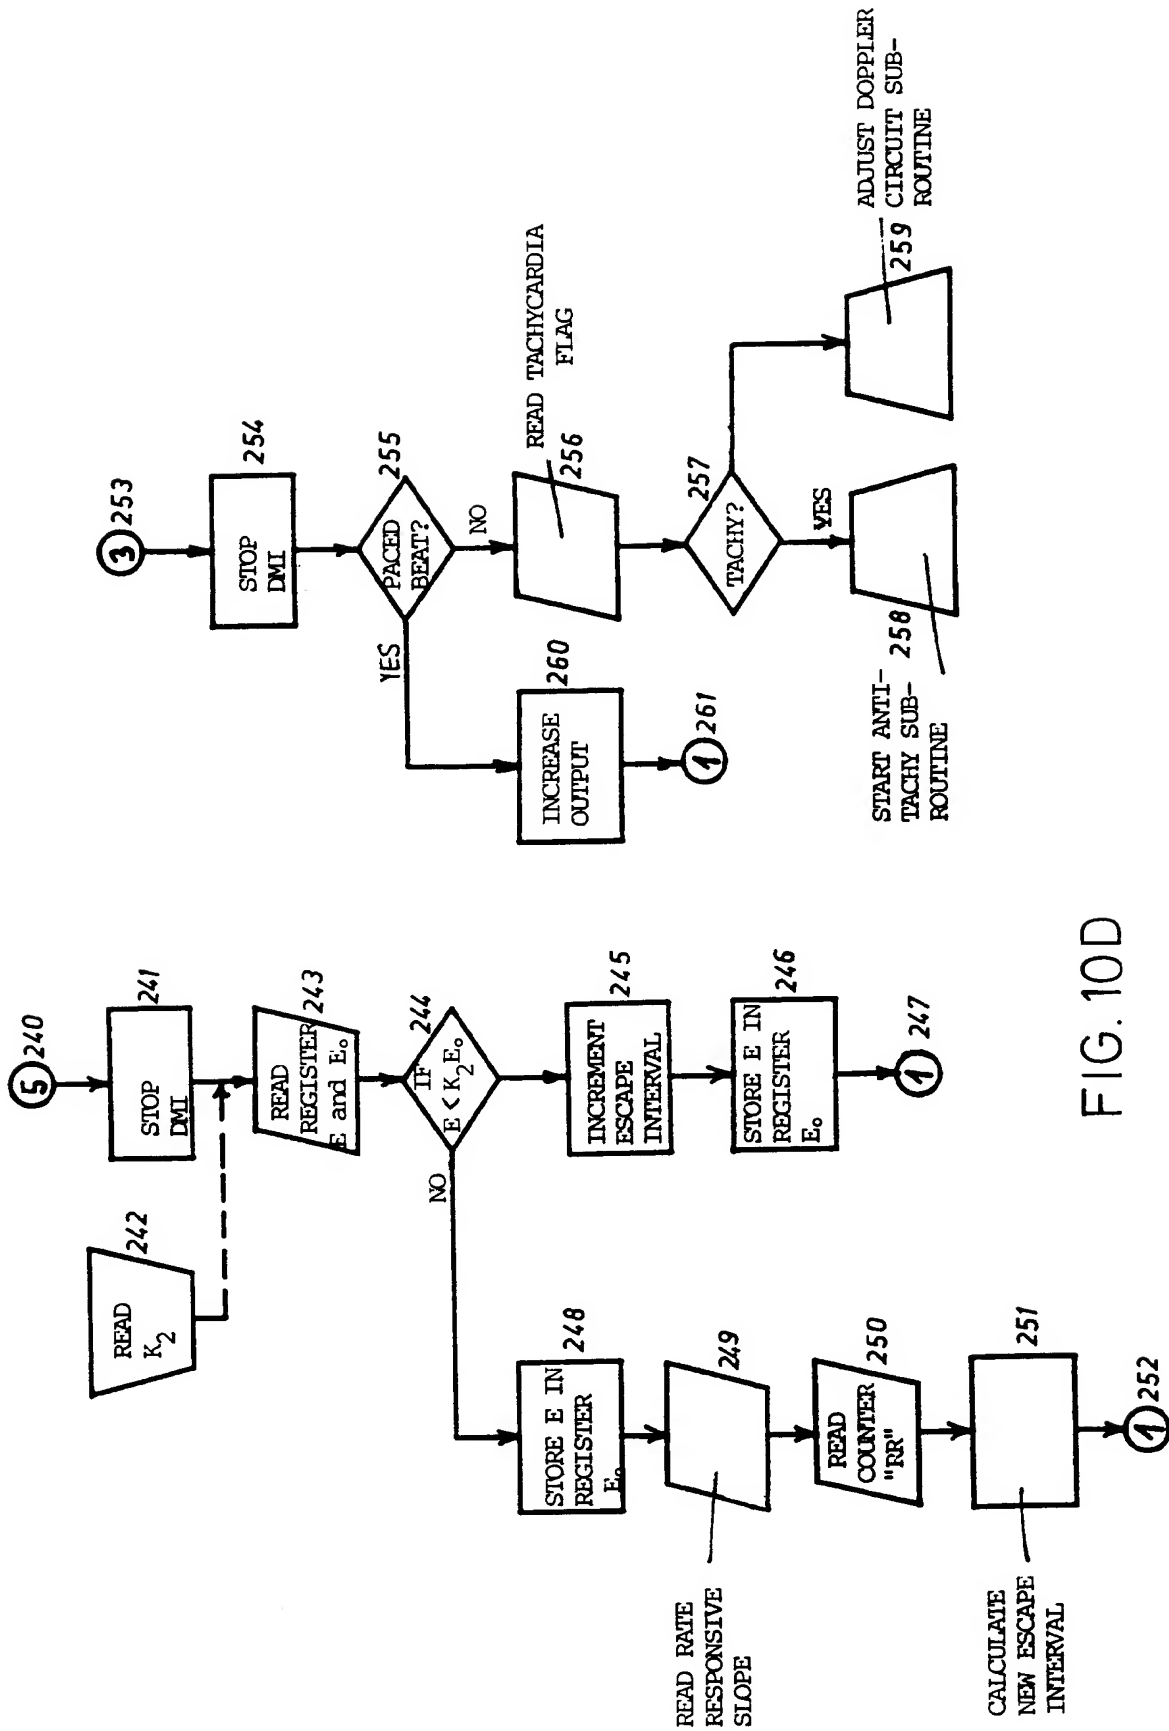 5 240
STOP
DMI
241
READ
K2
242
READ
REGISTER
E and E0
243
IF
E < K2E0
244
NO
INCREMENT
ESCAPE
INTERVAL
245
STORE E IN
REGISTER
E0
246
1 247
STORE E IN
REGISTER
E0
248
READ RATE
RESPONSIVE
SLOPE
249
READ
COUNTER
"RR"
250
CALCULATE
NEW ESCAPE
INTERVAL
251
1 252
3 253
STOP
DMI
254
PACED
BEAT?
255
YES
NO
INCREASE
OUTPUT
260
1 261
READ TACHYCARDIA
FLAG
256
TACHY?
257
YES
START ANTI-
TACHY SUB-
ROUTINE
258
ADJUST DOPPLER
CIRCUIT SUB-
ROUTINE
259
FIG. 10D